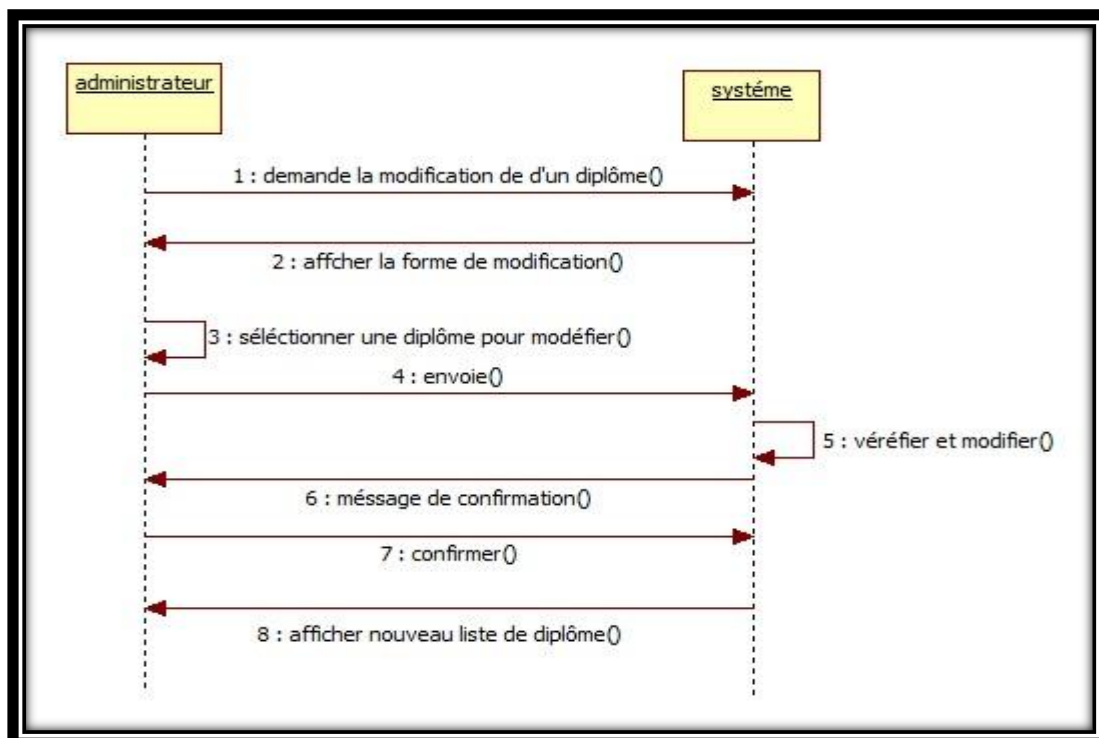 administrateur
systéme
1 : demande la modification de d'un diplôme()
2 : affcher la forme de modification()
3 : séléctionner une diplôme pour modéfier()
4 : envoie()
5 : véréfier et modifier()
6 : méssage de confirmation()
7 : confirmer()
8 : afficher nouveau liste de diplôme()